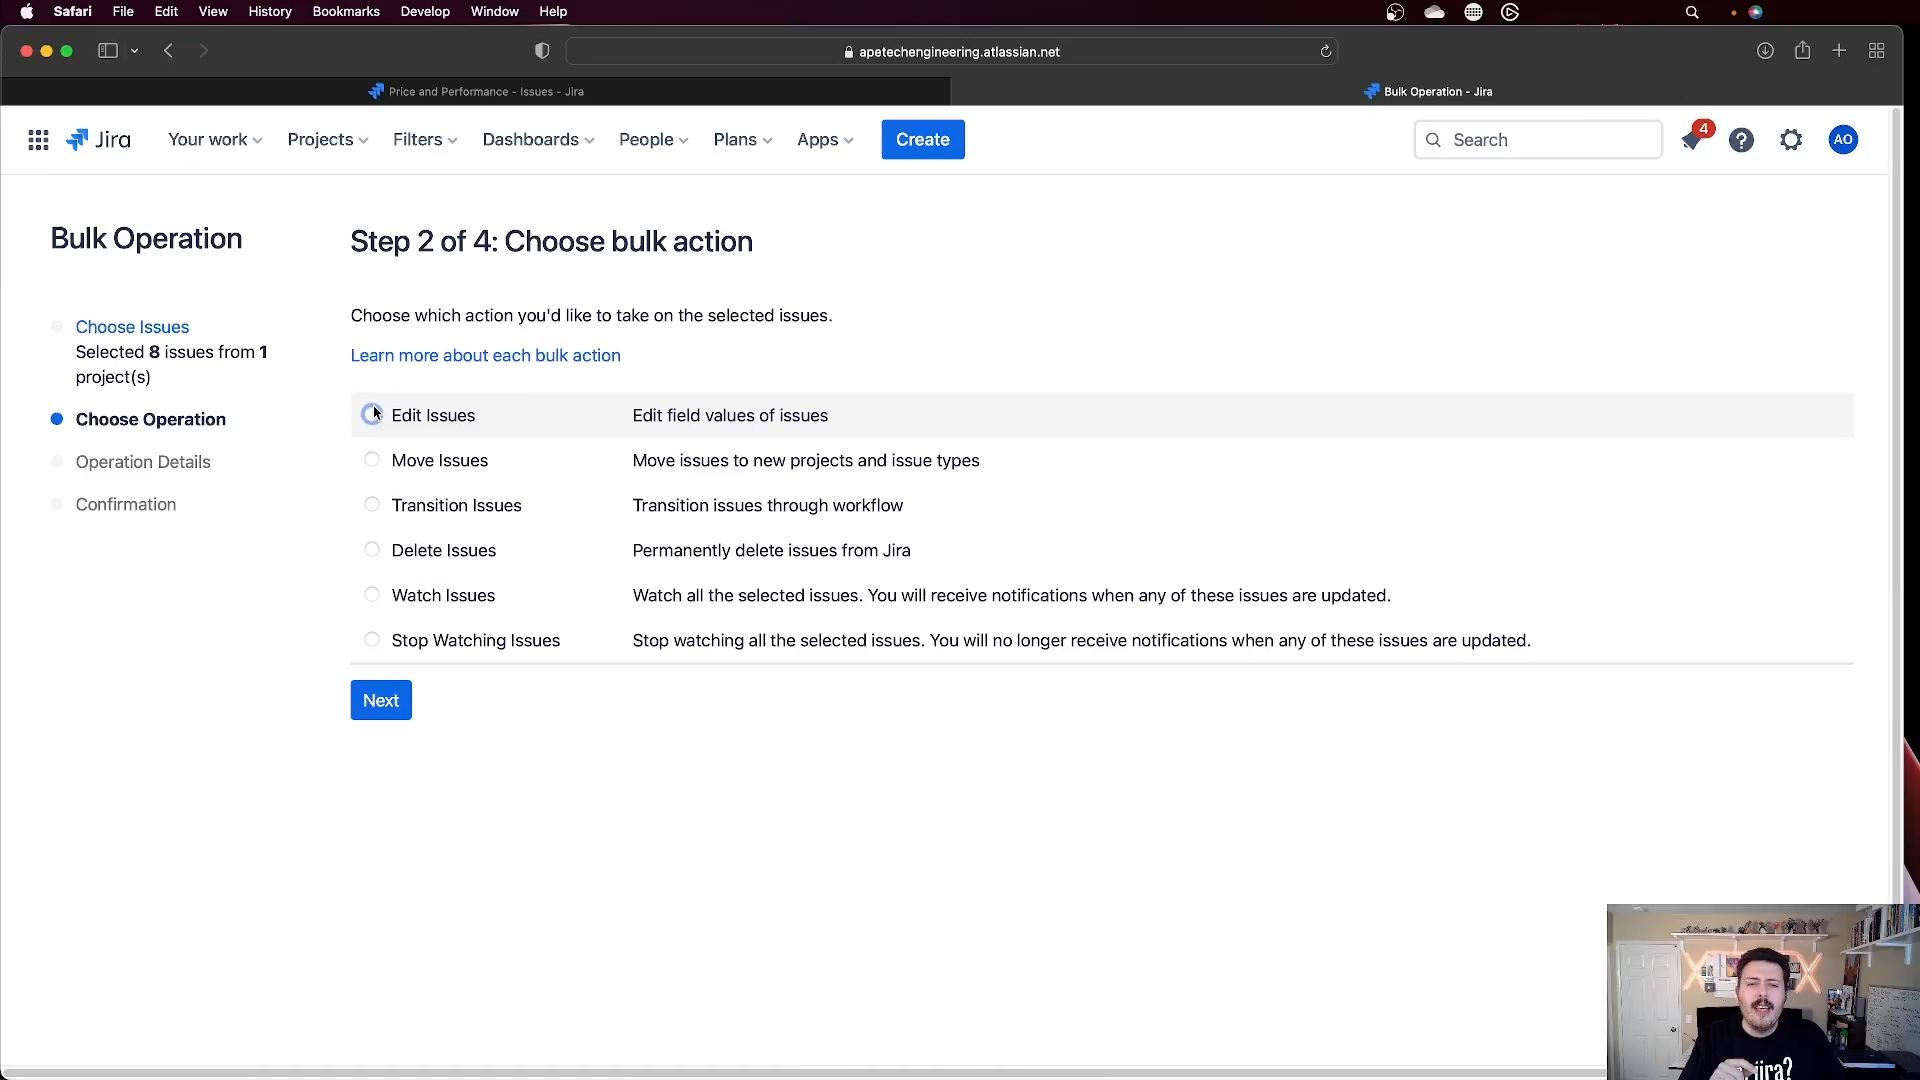 Safari File Edit View History Bookmarks Develop Window Help
apetechengineering.atlassian.net
Price and Performance - Issues - Jira
Bulk Operation - Jira
Jira Your work Projects Filters Dashboards People Plans Apps Create Search 4 AO
Bulk Operation
Choose Issues
Selected 8 issues from 1
project(s)
Choose Operation
Operation Details
Confirmation
Step 2 of 4: Choose bulk action
Choose which action you'd like to take on the selected issues.
Learn more about each bulk action
Edit Issues Edit field values of issues
Move Issues Move issues to new projects and issue types
Transition Issues Transition issues through workflow
Delete Issues Permanently delete issues from Jira
Watch Issues Watch all the selected issues. You will receive notifications when any of these issues are updated.
Stop Watching Issues Stop watching all the selected issues. You will no longer receive notifications when any of these issues are updated.
Next
jira?